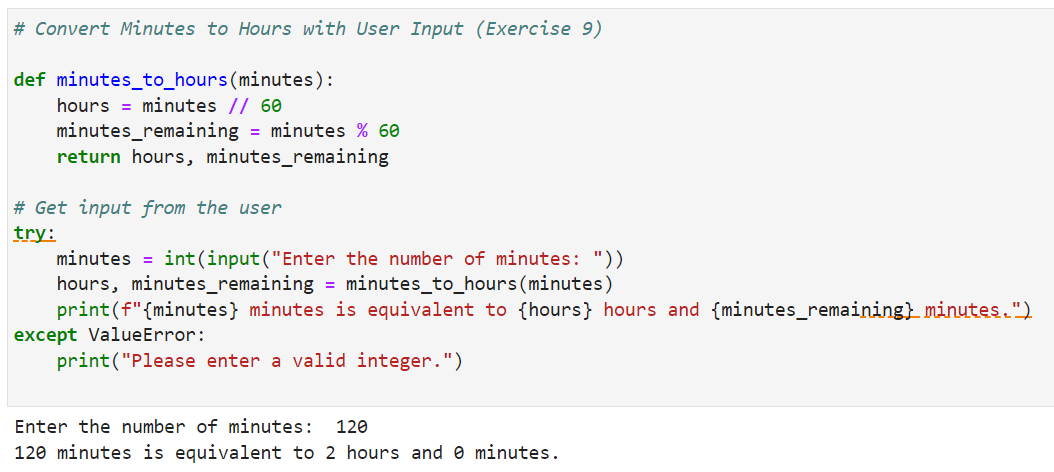 # Convert Minutes to Hours with User Input (Exercise 9)
def minutes_to_hours(minutes):
    hours = minutes // 60
    minutes_remaining = minutes % 60
    return hours, minutes_remaining
# Get input from the user
try:
    minutes = int(input("Enter the number of minutes: "))
    hours, minutes_remaining = minutes_to_hours(minutes)
    print(f"{minutes} minutes is equivalent to {hours} hours and {minutes_remaining} minutes.")
except ValueError:
    print("Please enter a valid integer.")
Enter the number of minutes:  120
120 minutes is equivalent to 2 hours and 0 minutes.